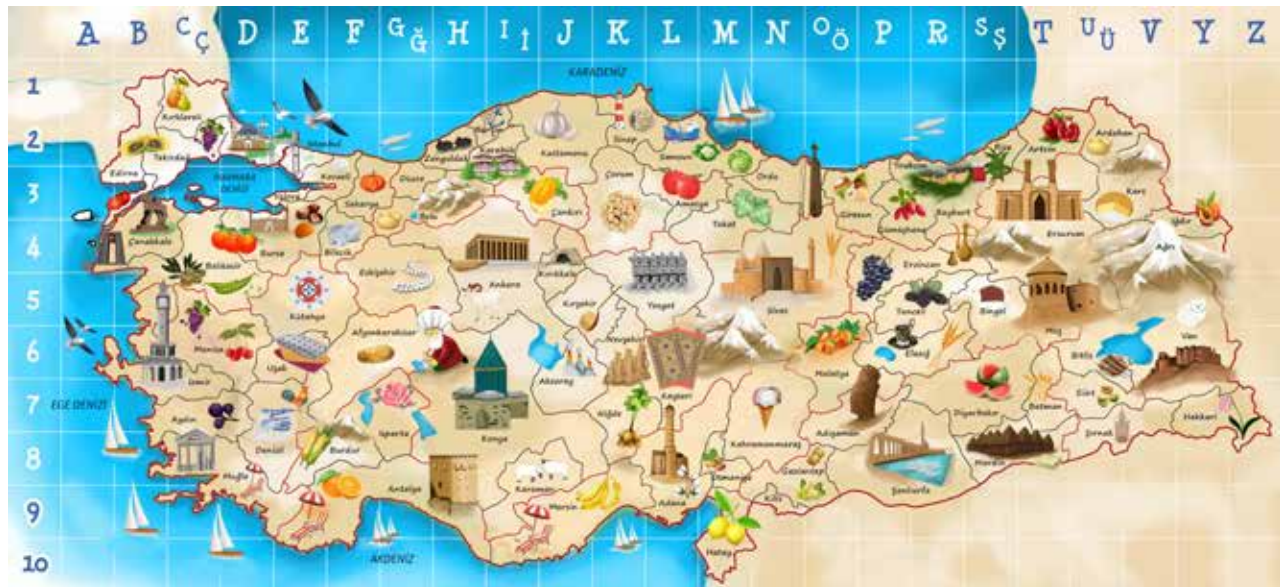 A B C Ç D E F G Ğ H I İ J K L M N O Ö P R S Ş T U Ü V Y Z
1
KARADENİZ
Kırklareli
2
Tekirdağ
İstanbul
Zonguldak
Karabük
Kastamonu
Sinop
Samsun
Ordu
Rize
Artvin
Ardahan
Edirne
3
MARMARA
DENİZİ
Kocaeli
Sakarya
Düzce
Bolu
Çankırı
Çorum
Amasya
Tokat
Giresun
Gümüşhane
Bayburt
Kars
Iğdır
4
Çanakkale
Balıkesir
Bursa
Bilecik
Eskişehir
Ankara
Kırıkkale
Erzincan
Erzurum
Ağrı
5
Kütahya
Kırşehir
Yozgat
Sivas
Tunceli
Bingöl
Muş
6
Manisa
Uşak
Afyonkarahisar
Aksaray
Nevşehir
Malatya
Elazığ
Bitlis
Van
İzmir
7
EGE DENİZİ
Aydın
Isparta
Konya
Niğde
Kayseri
Adıyaman
Diyarbakır
Batman
Siirt
Hakkari
Şırnak
8
Denizli
Burdur
Kahramanmaraş
Mardin
Muğla
Antalya
Karaman
Mersin
Adana
Osmaniye
Gaziantep
Şanlıurfa
9
Kilis
Hatay
AKDENİZ
10